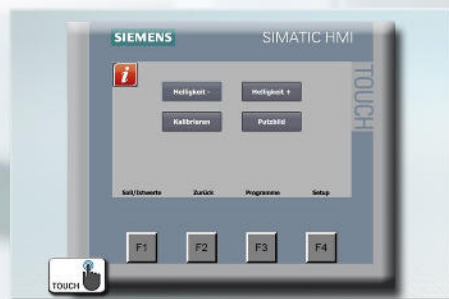 SIEMENS SIMATIC HMI
TOUCH
i
Helligkeit - Helligkeit +
Kalibrieren Putzbild
Soll/Istwerte Zurück Programme Setup
F1 F2 F3 F4
TOUCH